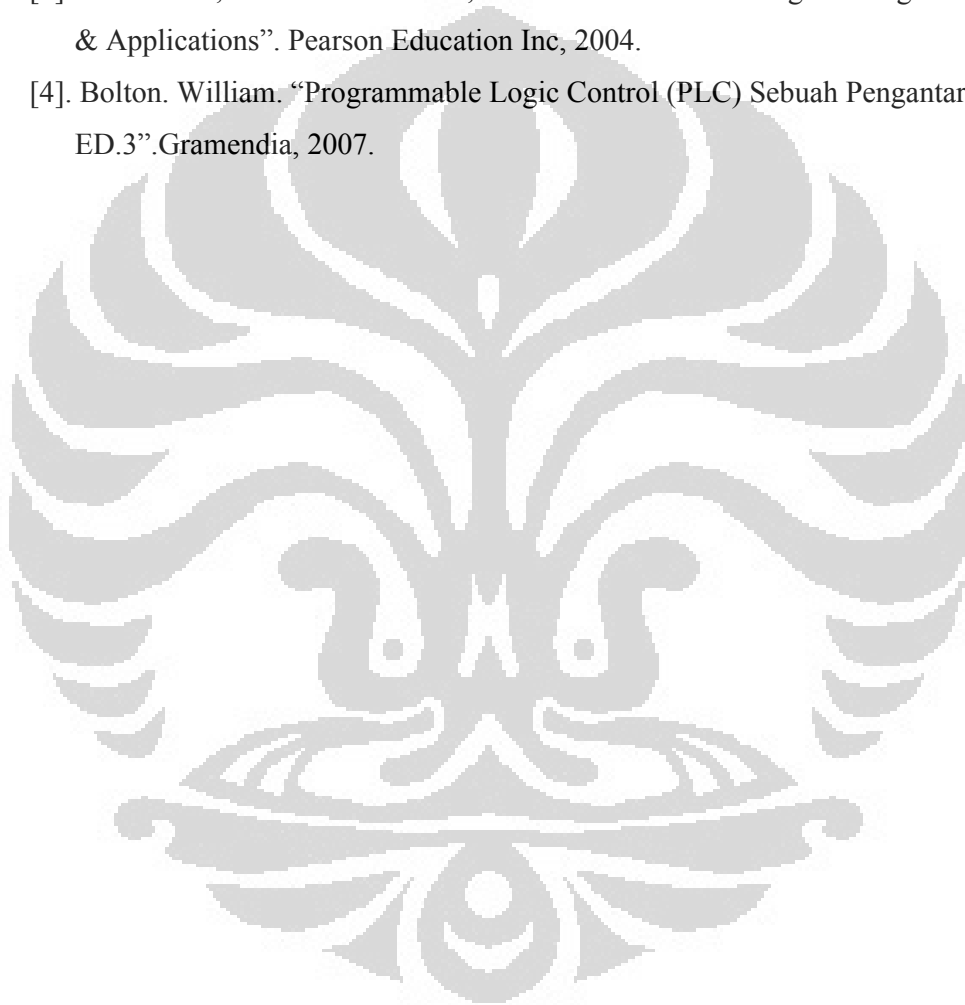 & Applications”. Pearson Education Inc, 2004.
[4]. Bolton. William. “Programmable Logic Control (PLC) Sebuah Pengantar
ED.3”.Gramendia, 2007.